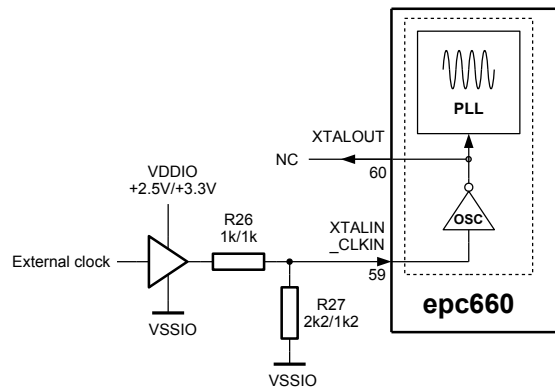 PLL
XTALOUT
NC
60
VDDIO
+2.5V/+3.3V
R26
1k/1k
XTALIN
_CLKIN
OSC
External clock
59
R27
2k2/1k2
VSSIO
epc660
VSSIO